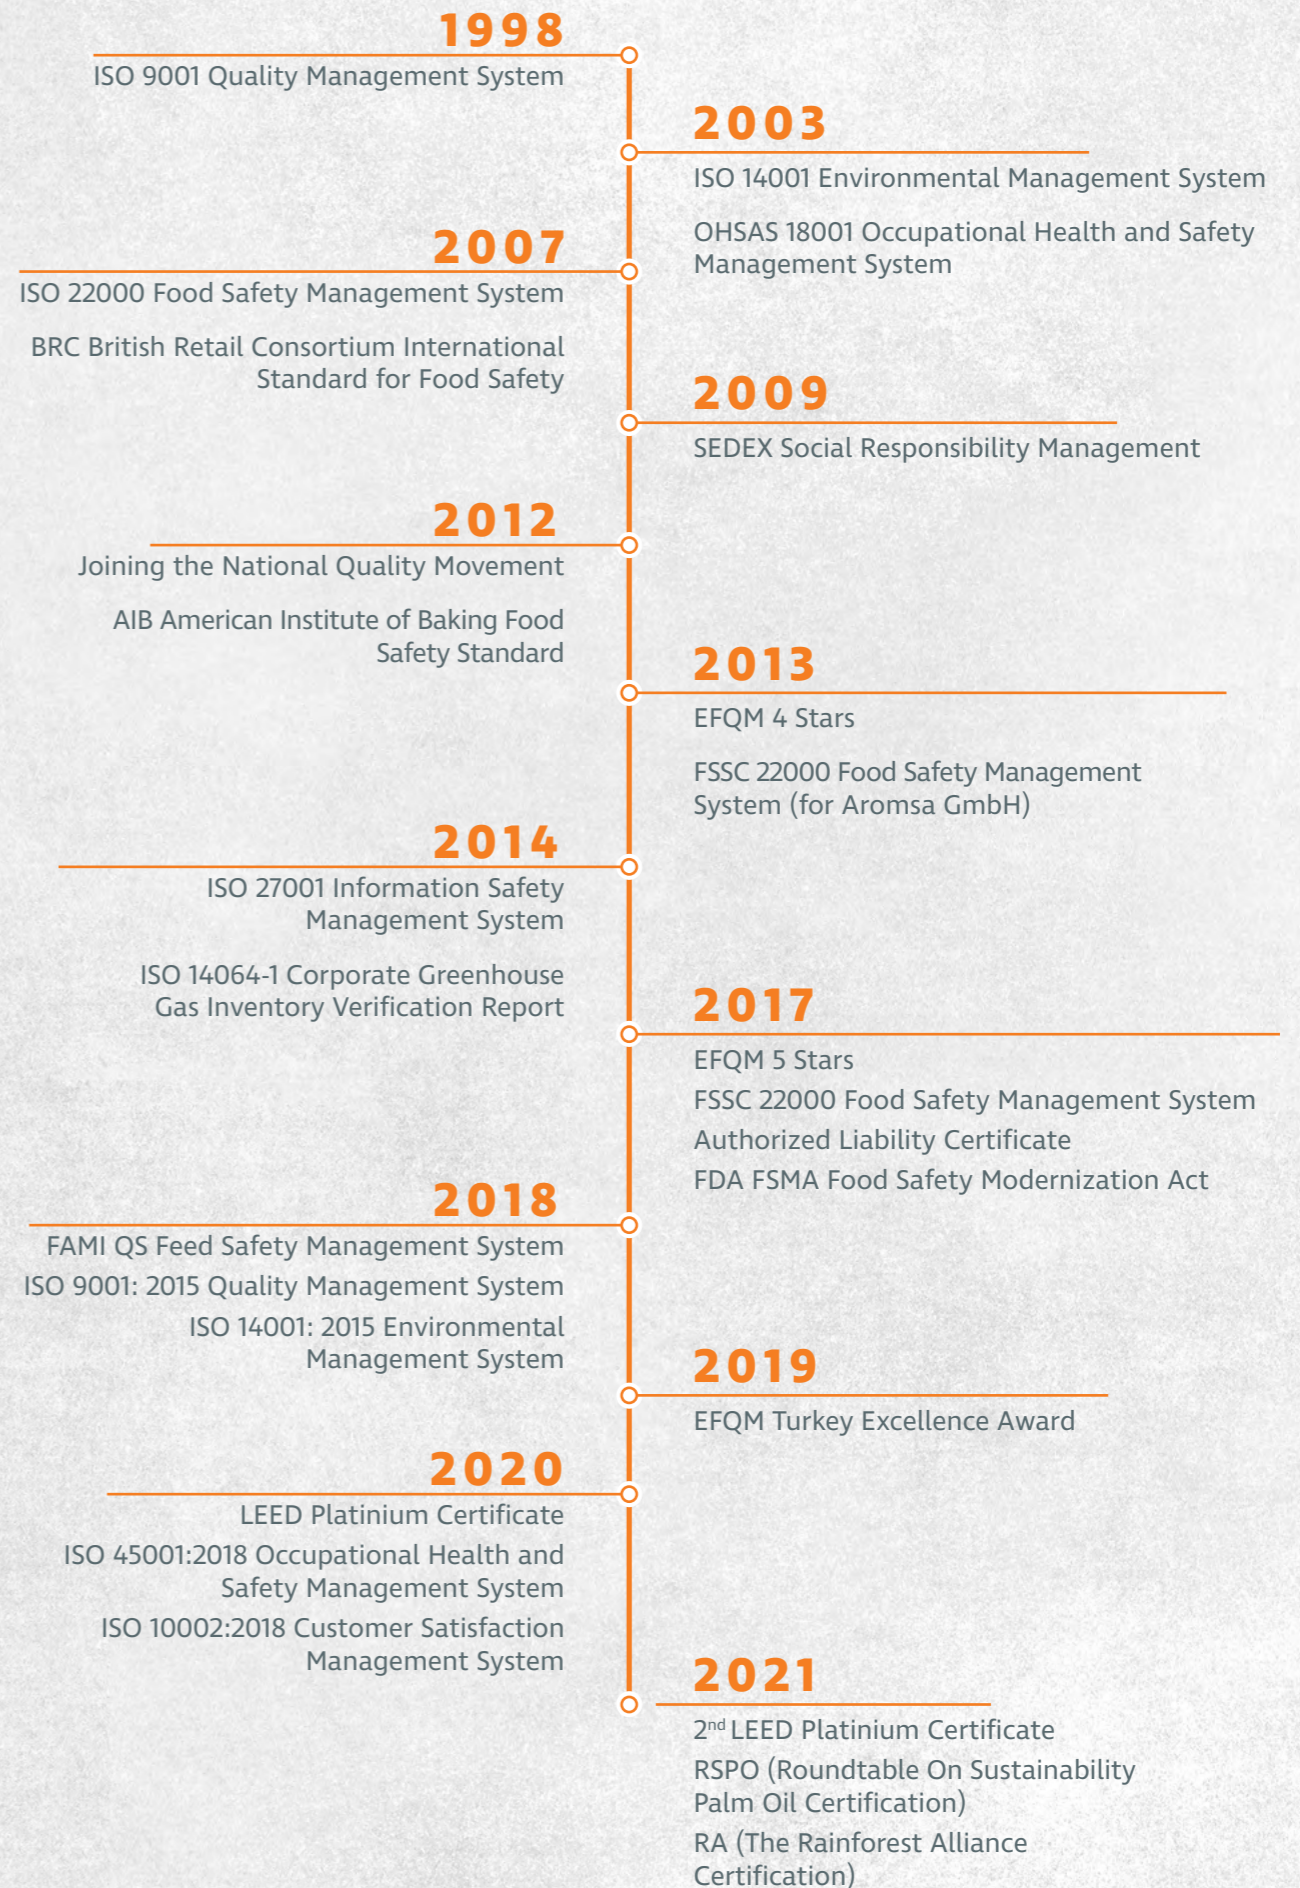 1998
ISO 9001 Quality Management System
2003
ISO 14001 Environmental Management System
OHSAS 18001 Occupational Health and Safety
Management System
2007
ISO 22000 Food Safety Management System
BRC British Retail Consortium International
Standard for Food Safety
2009
SEDEX Social Responsibility Management
2012
Joining the National Quality Movement
AIB American Institute of Baking Food
Safety Standard
2013
EFQM 4 Stars
FSSC 22000 Food Safety Management
System (for Aromsa GmbH)
2014
ISO 27001 Information Safety
Management System
ISO 14064-1 Corporate Greenhouse
Gas Inventory Verification Report
2017
EFQM 5 Stars
FSSC 22000 Food Safety Management System
Authorized Liability Certificate
FDA FSMA Food Safety Modernization Act
2018
FAMI QS Feed Safety Management System
ISO 9001: 2015 Quality Management System
ISO 14001: 2015 Environmental
Management System
2019
EFQM Turkey Excellence Award
2020
LEED Platinium Certificate
ISO 45001:2018 Occupational Health and
Safety Management System
ISO 10002:2018 Customer Satisfaction
Management System
2021
2nd LEED Platinium Certificate
RSPO (Roundtable On Sustainability
Palm Oil Certification)
RA (The Rainforest Alliance
Certification)